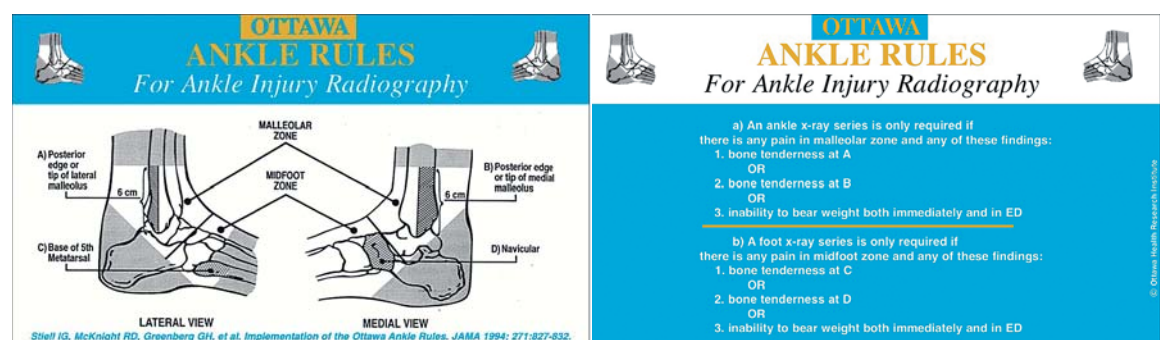 OTTAWA
ANKLE RULES
For Ankle Injury Radiography
MALLEOLAR
ZONE
A) Posterior
edge or
tip of lateral
malleolus
6 cm
MIDFOOT
ZONE
B) Posterior edge
or tip of medial
malleolus
6 cm
C) Base of 5th
Metatarsal
D) Navicular
LATERAL VIEW
MEDIAL VIEW
Stiell IG, McKnight RD, Greenberg GH, et al. Implementation of the Ottawa Ankle Rules. JAMA 1994; 271:827-832.
OTTAWA
ANKLE RULES
For Ankle Injury Radiography
a) An ankle x-ray series is only required if
there is any pain in malleolar zone and any of these findings:
1. bone tenderness at A
OR
2. bone tenderness at B
OR
3. inability to bear weight both immediately and in ED
b) A foot x-ray series is only required if
there is any pain in midfoot zone and any of these findings:
1. bone tenderness at C
OR
2. bone tenderness at D
OR
3. inability to bear weight both immediately and in ED
© Ottawa Health Research Institute